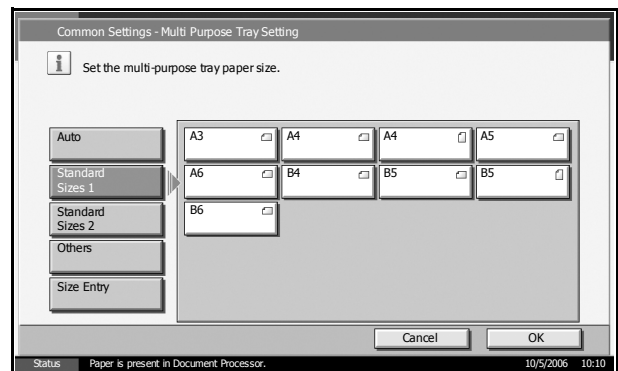 Common Settings - Multi Purpose Tray Setting
Set the multi-purpose tray paper size.
Auto
Standard
Sizes 1
Standard
Sizes 2
Others
Size Entry
A3
A4
A4
A5
A6
B4
B5
B5
B6
Cancel
OK
Status
Paper is present in Document Processor.
10/5/2006 10:10